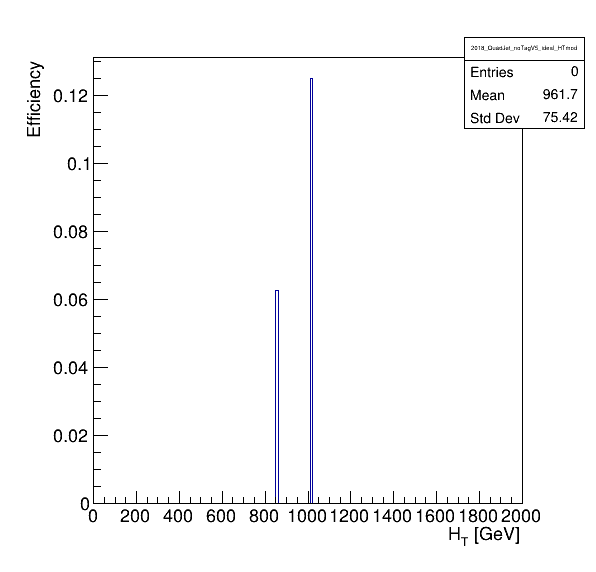 2018_QuadJet_noTagV5_ideal_HTmod
Entries 0
Mean 961.7
Std Dev 75.42
Efficiency
0.12
0.1
0.08
0.06
0.04
0.02
0
0 200 400 600 800 1000 1200 1400 1600 1800 2000
H_T [GeV]